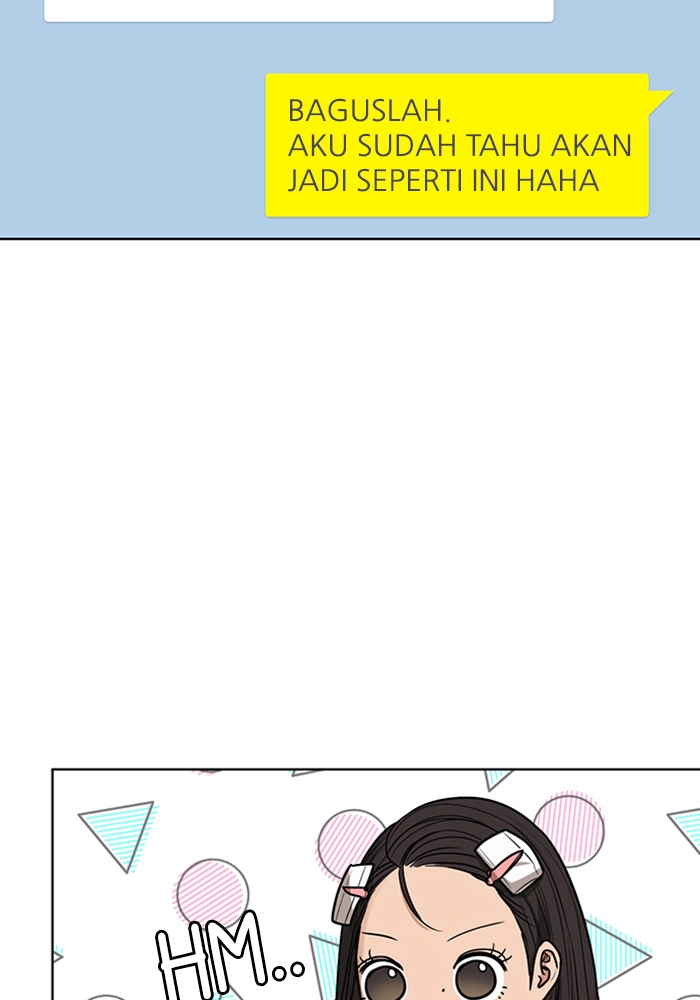 BAGUSLAH.
AKU SUDAH TAHU AKAN
JADI SEPERTI INI HAHA
HM..